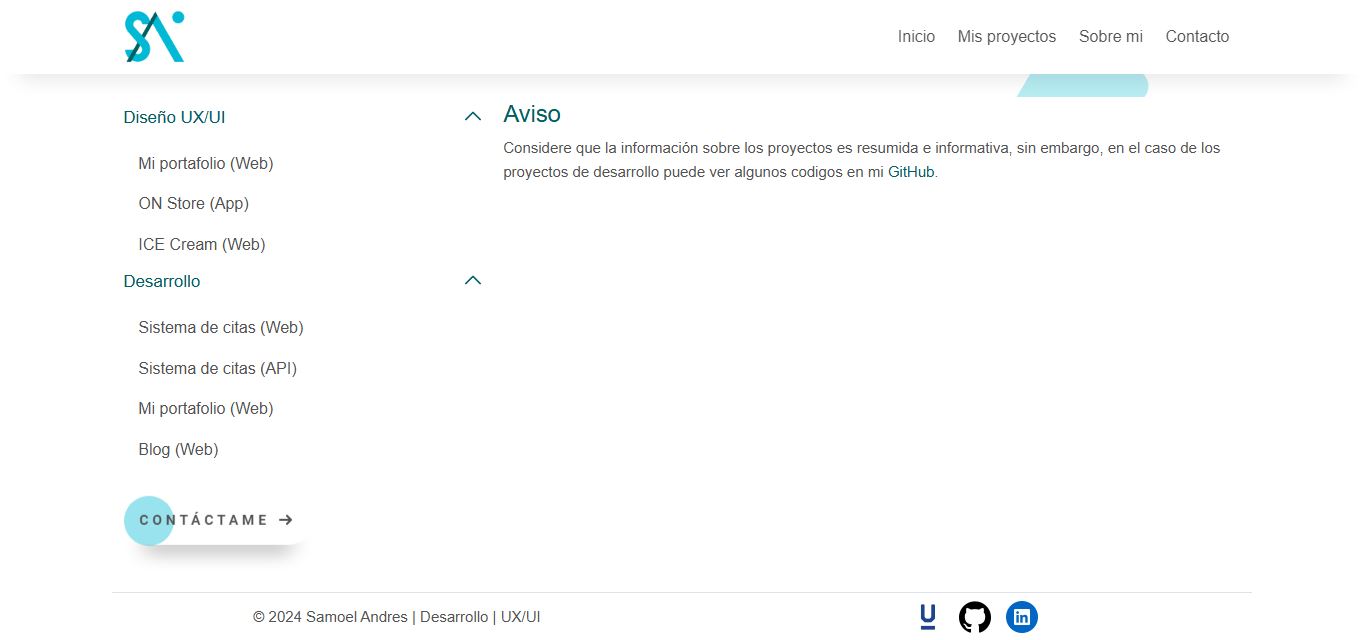 Inicio Mis proyectos Sobre mi Contacto
Diseño UX/UI
Mi portafolio (Web)
ON Store (App)
ICE Cream (Web)
Desarrollo
Sistema de citas (Web)
Sistema de citas (API)
Mi portafolio (Web)
Blog (Web)
CONTÁCTAME →
Aviso
Considere que la información sobre los proyectos es resumida e informativa, sin embargo, en el caso de los
proyectos de desarrollo puede ver algunos codigos en mi GitHub.
© 2024 Samoel Andres | Desarrollo | UX/UI